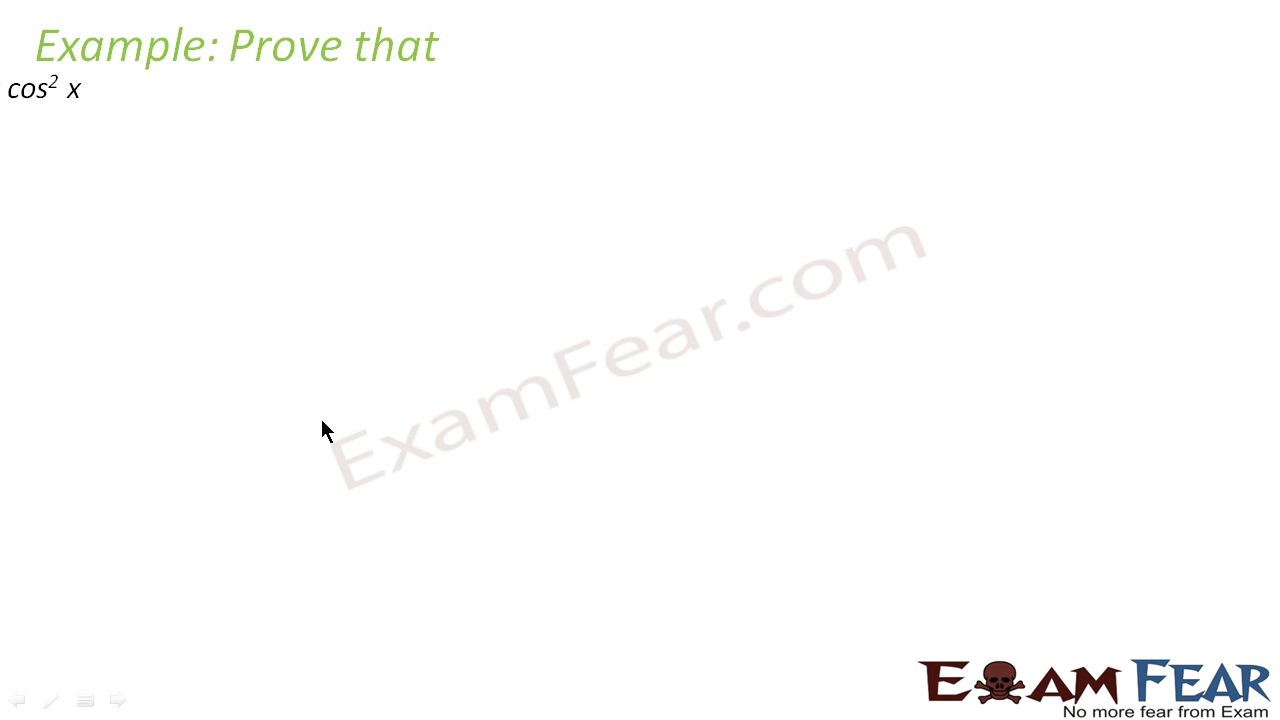 Example: Prove that
cos² x
ExamFear.com
EXAM FEAR
No more fear from Exam